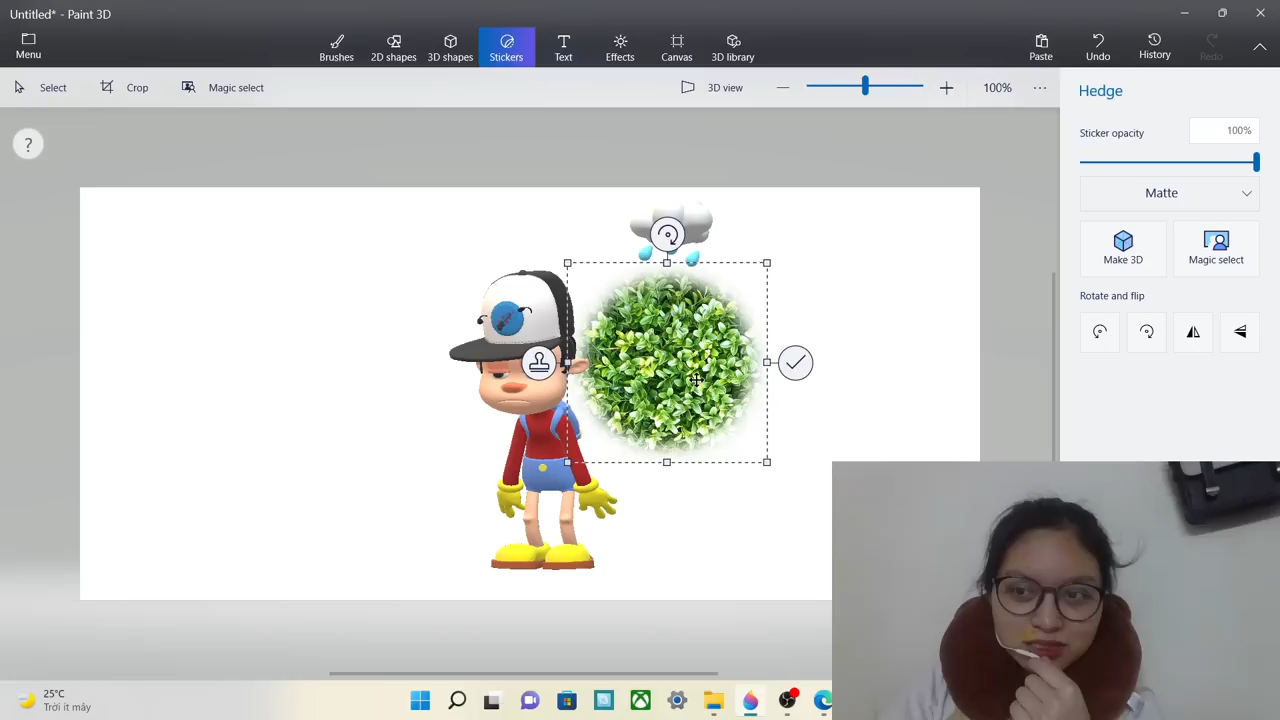 Untitled* - Paint 3D
Menu
Brushes
2D shapes
3D shapes
Stickers
Text
Effects
Canvas
3D library
Paste
Undo
History
Redo
Select
Crop
Magic select
3D view
100%
Hedge
Sticker opacity
100%
Matte
Make 3D
Magic select
Rotate and flip
?
25°C
Trời ít mây